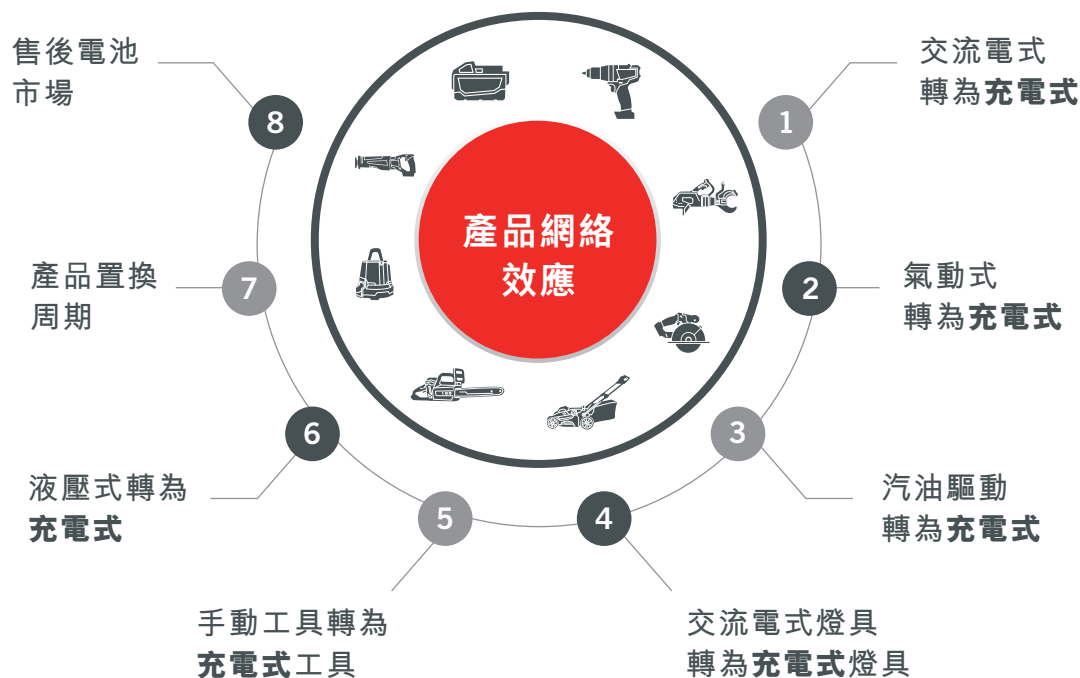 產品網絡
效應
1
交流電式
轉為充電式
2
氣動式
轉為充電式
3
汽油驅動
轉為充電式
4
交流電式燈具
轉為充電式燈具
5
手動工具轉為
充電式工具
6
液壓式轉為
充電式
7
產品置換
周期
8
售後電池
市場